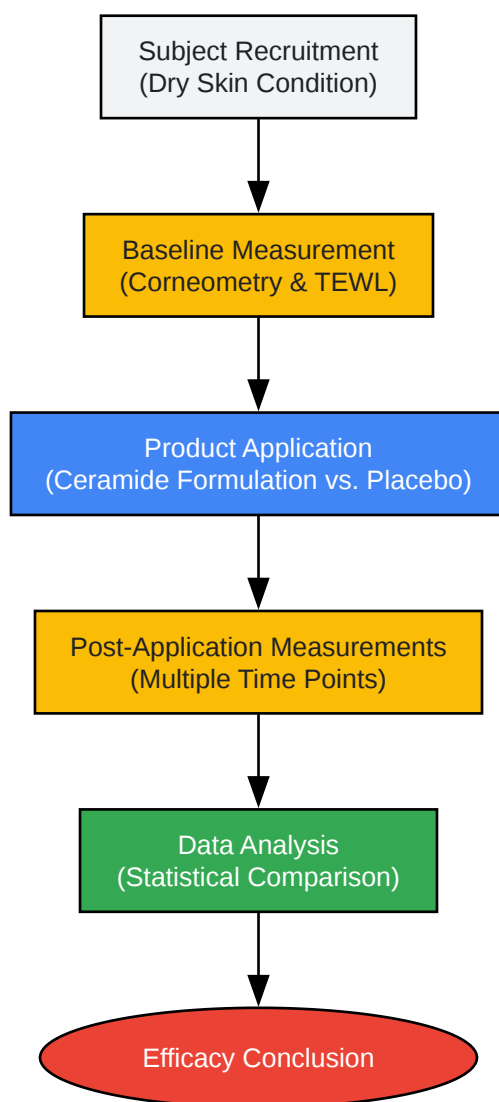 Subject Recruitment
(Dry Skin Condition)
Baseline Measurement
(Corneometry & TEWL)
Product Application
(Ceramide Formulation vs. Placebo)
Post-Application Measurements
(Multiple Time Points)
Data Analysis
(Statistical Comparison)
Efficacy Conclusion